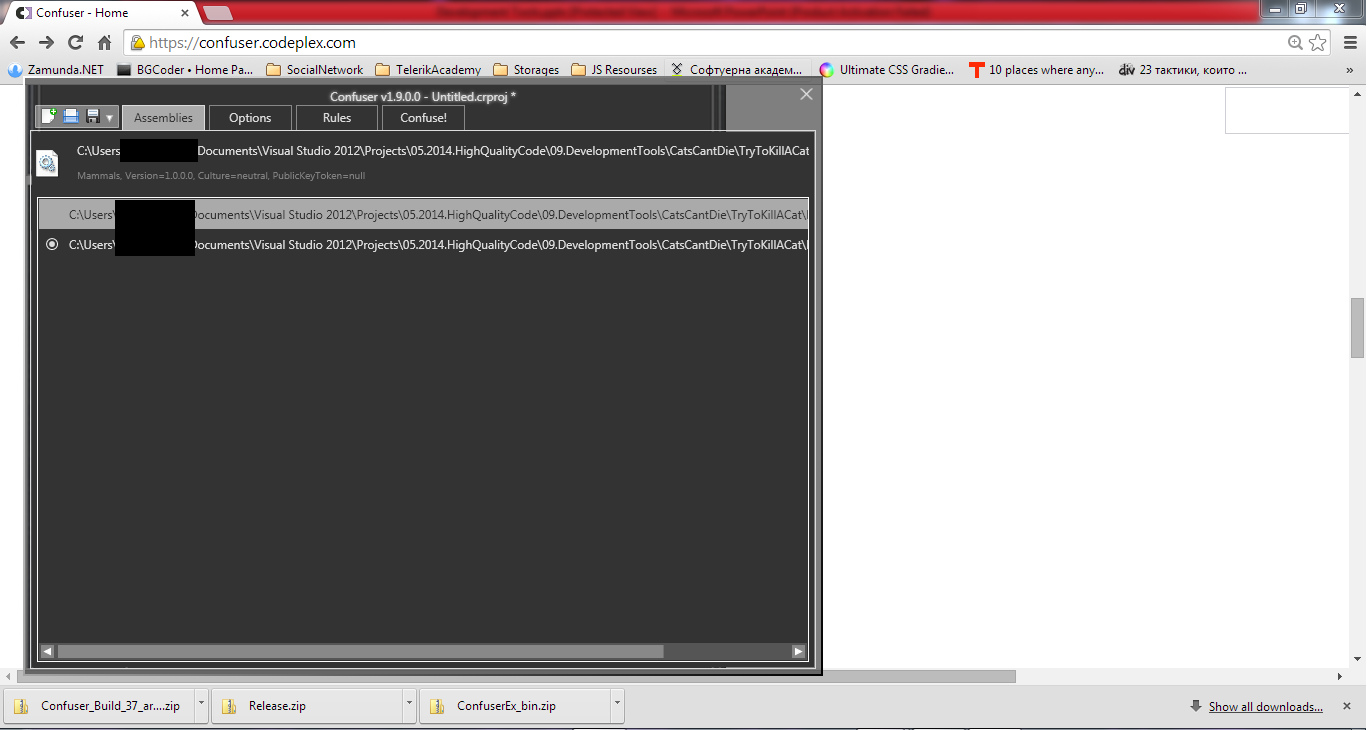 Confuser - Home
https://confuser.codeplex.com
Zamunda.NET BGCoder • Home Pa... SocialNetwork TelerikAcademy Storages JS Resourses Софтуерна академ... Ultimate CSS Gradie... 10 places where any... div 23 тактики, които ... »
Confuser v1.9.0.0 - Untitled.crproj *
Assemblies Options Rules Confuse!
C:\Users Documents\Visual Studio 2012\Projects\05.2014.HighQualityCode\09.DevelopmentTools\CatsCantDie\TryToKillACat
Mammals, Version=1.0.0.0, Culture=neutral, PublicKeyToken=null
C:\Users\ Documents\Visual Studio 2012\Projects\05.2014.HighQualityCode\09.DevelopmentTools\CatsCantDie\TryToKillACat\
C:\Users\ Documents\Visual Studio 2012\Projects\05.2014.HighQualityCode\09.DevelopmentTools\CatsCantDie\TryToKillACat\
Confuser_Build_37_ar....zip Release.zip ConfuserEx_bin.zip Show all downloads...